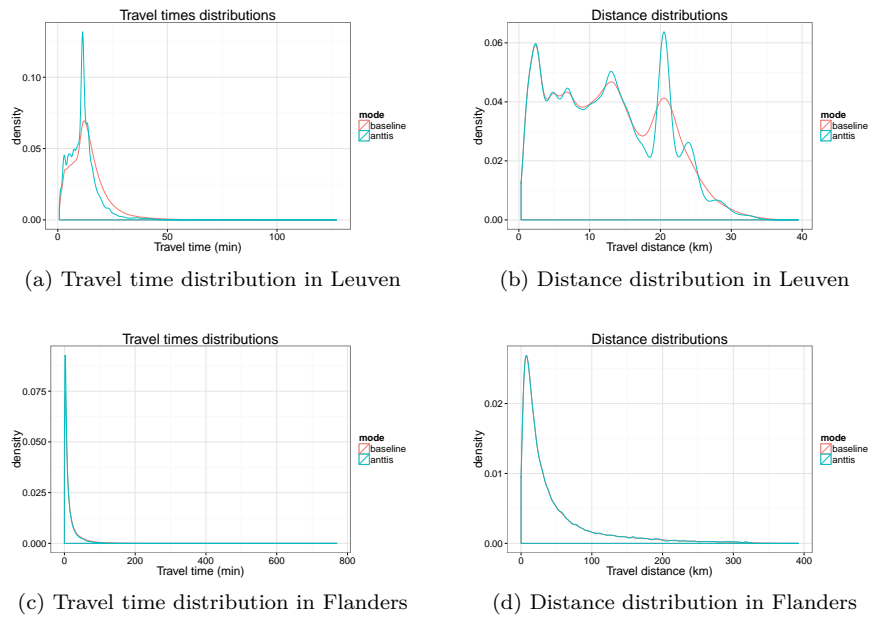 Travel times distributions
0.10
0.05
0.00
density
0
50
100
Travel time (min)
mode
baseline
anttis
(a) Travel time distribution in Leuven
Distance distributions
0.06
0.04
0.02
0.00
density
0
10
20
30
40
Travel distance (km)
mode
baseline
anttis
(b) Distance distribution in Leuven
Travel times distributions
0.075
0.050
0.025
0.000
density
0
200
400
600
800
Travel time (min)
mode
baseline
anttis
(c) Travel time distribution in Flanders
Distance distributions
0.02
0.01
0.00
density
0
100
200
300
400
Travel distance (km)
mode
baseline
anttis
(d) Distance distribution in Flanders